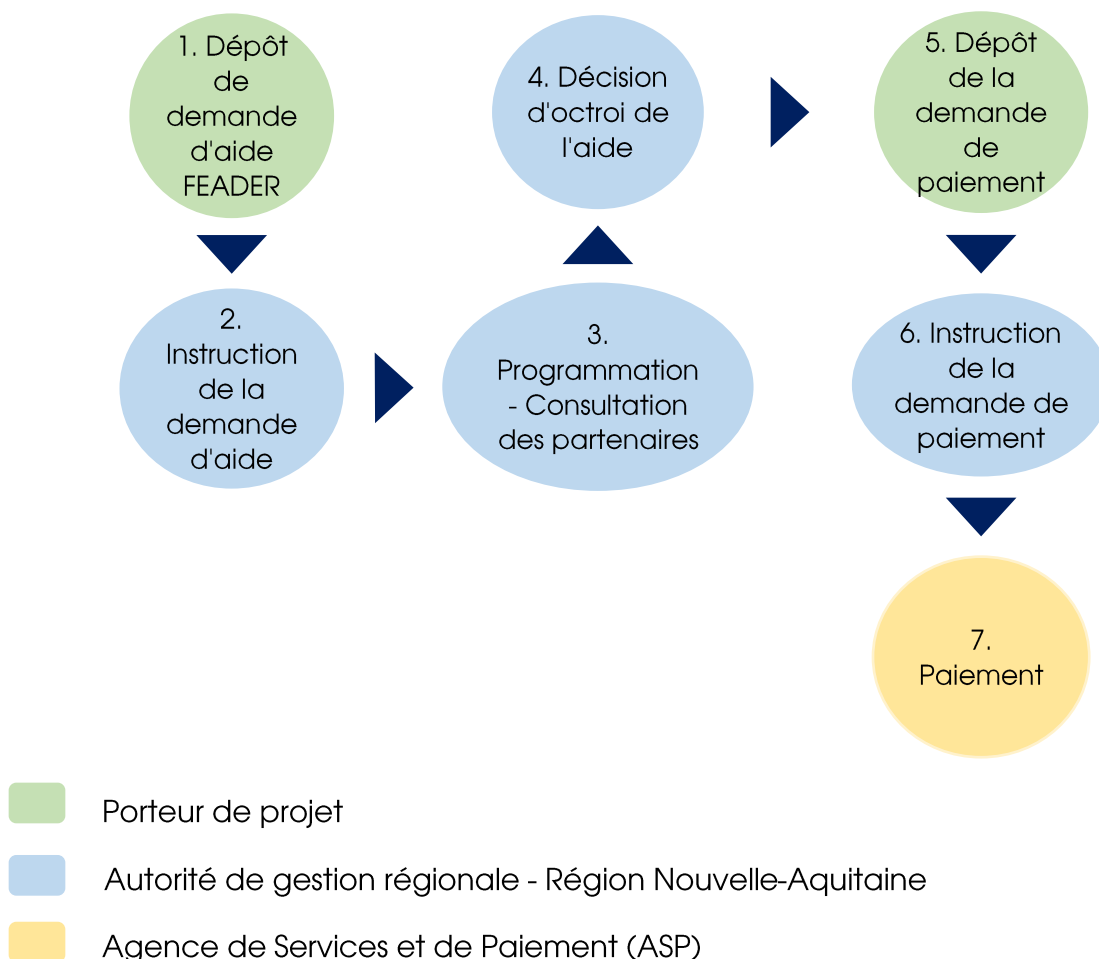 1. Dépôt
de
demande
d'aide
FEADER
2.
Instruction
de la
demande
d'aide
3.
Programmation
- Consultation
des partenaires
4. Décision
d'octroi de
l'aide
5. Dépôt
de la
demande
de
paiement
6. Instruction
de la
demande de
paiement
7.
Paiement
Porteur de projet
Autorité de gestion régionale - Région Nouvelle-Aquitaine
Agence de Services et de Paiement (ASP)